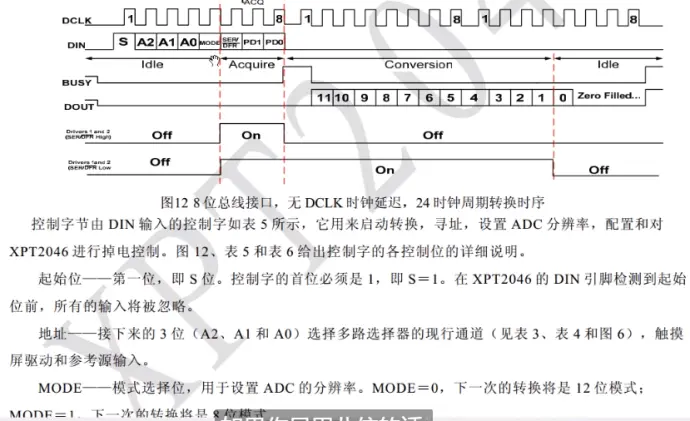 tACQ
DCLK 1 8 1 8 1 8
DIN S A2 A1 A0 MODE SER/DFR PD1 PD0
Idle Acquire Conversion Idle
BUSY
DOUT 11 10 9 8 7 6 5 4 3 2 1 0 Zero Filled...
Drivers 1 and 2
(SER/DFR High) Off On Off
Drivers 1 and 2
(SER/DFR Low Off On Off
图12 8 位总线接口，无 DCLK 时钟延迟，24 时钟周期转换时序
控制字节由 DIN 输入的控制字如表 5 所示，它用来启动转换，寻址，设置 ADC 分辨率，配置和对
XPT2046 进行掉电控制。图 12、表 5 和表 6 给出控制字的各控制位的详细说明。
起始位——第一位，即 S 位。控制字的首位必须是 1，即 S＝1。在 XPT2046 的 DIN 引脚检测到起始
位前，所有的输入将被忽略。
地址——接下来的 3 位（A2、A1 和 A0）选择多路选择器的现行通道（见表 3、表 4 和图 6），触摸
屏驱动和参考源输入。
MODE——模式选择位，用于设置 ADC 的分辨率。MODE＝0，下一次的转换将是 12 位模式；
MODE＝1，下一次的转换将是 8 位模式
XPT204